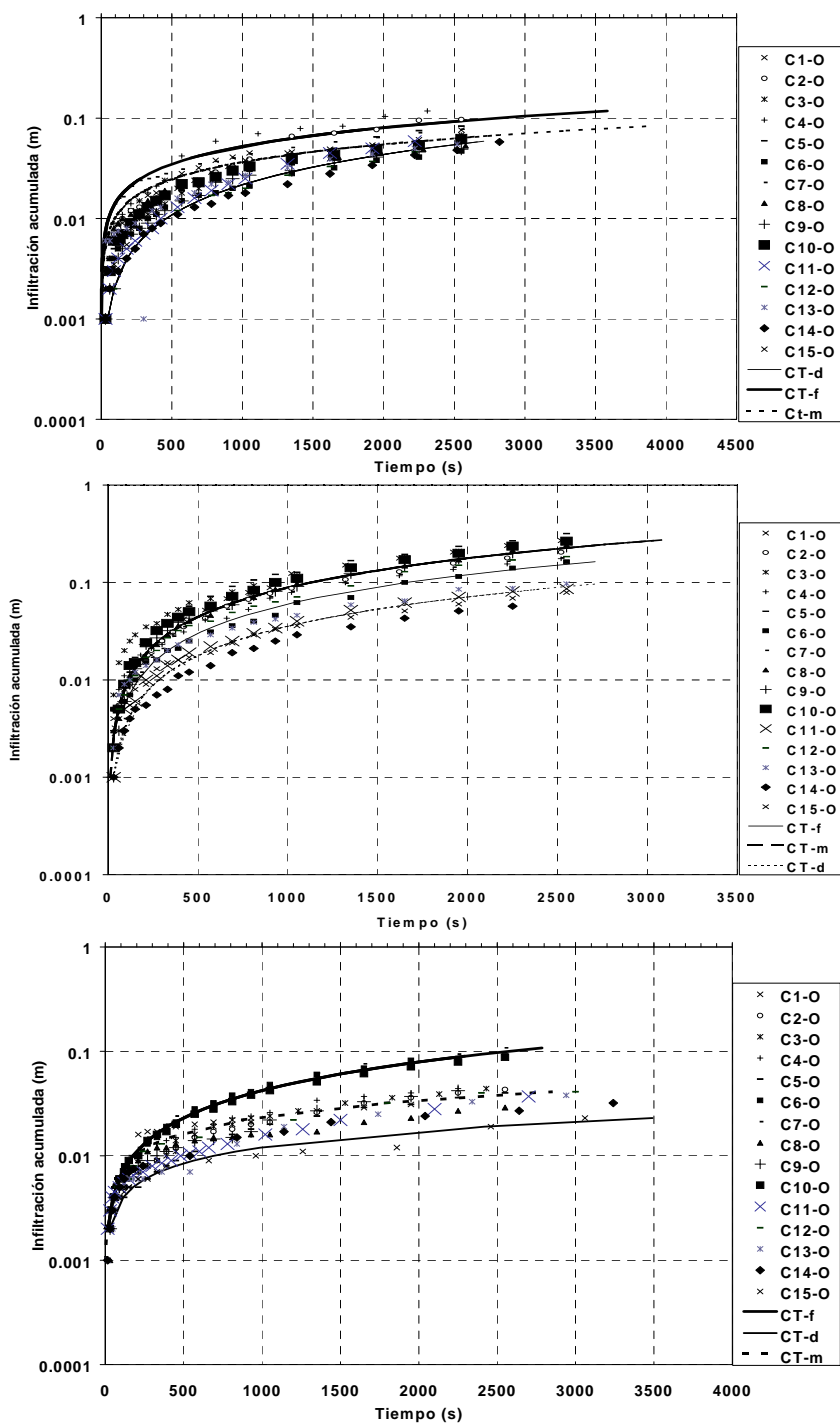 1
0.1
0.01
0.001
0.0001
Infiltración acumulada (m)
0 500 1000 1500 2000 2500 3000 3500 4000 4500
Tiempo (s)
C1-O
C2-O
C3-O
C4-O
C5-O
C6-O
C7-O
C8-O
C9-O
C10-O
C11-O
C12-O
C13-O
C14-O
C15-O
CT-d
CT-f
Ct-m
1
0.1
0.01
0.001
0.0001
Infiltración acumulada (m)
0 500 1000 1500 2000 2500 3000 3500
Tiempo (s)
C1-O
C2-O
C3-O
C4-O
C5-O
C6-O
C7-O
C8-O
C9-O
C10-O
C11-O
C12-O
C13-O
C14-O
C15-O
CT-f
CT-m
CT-d
1
0.1
0.01
0.001
0.0001
Infiltración acumulada (m)
0 500 1000 1500 2000 2500 3000 3500 4000
Tiempo (s)
C1-O
C2-O
C3-O
C4-O
C5-O
C6-O
C7-O
C8-O
C9-O
C10-O
C11-O
C12-O
C13-O
C14-O
C15-O
CT-f
CT-d
CT-m